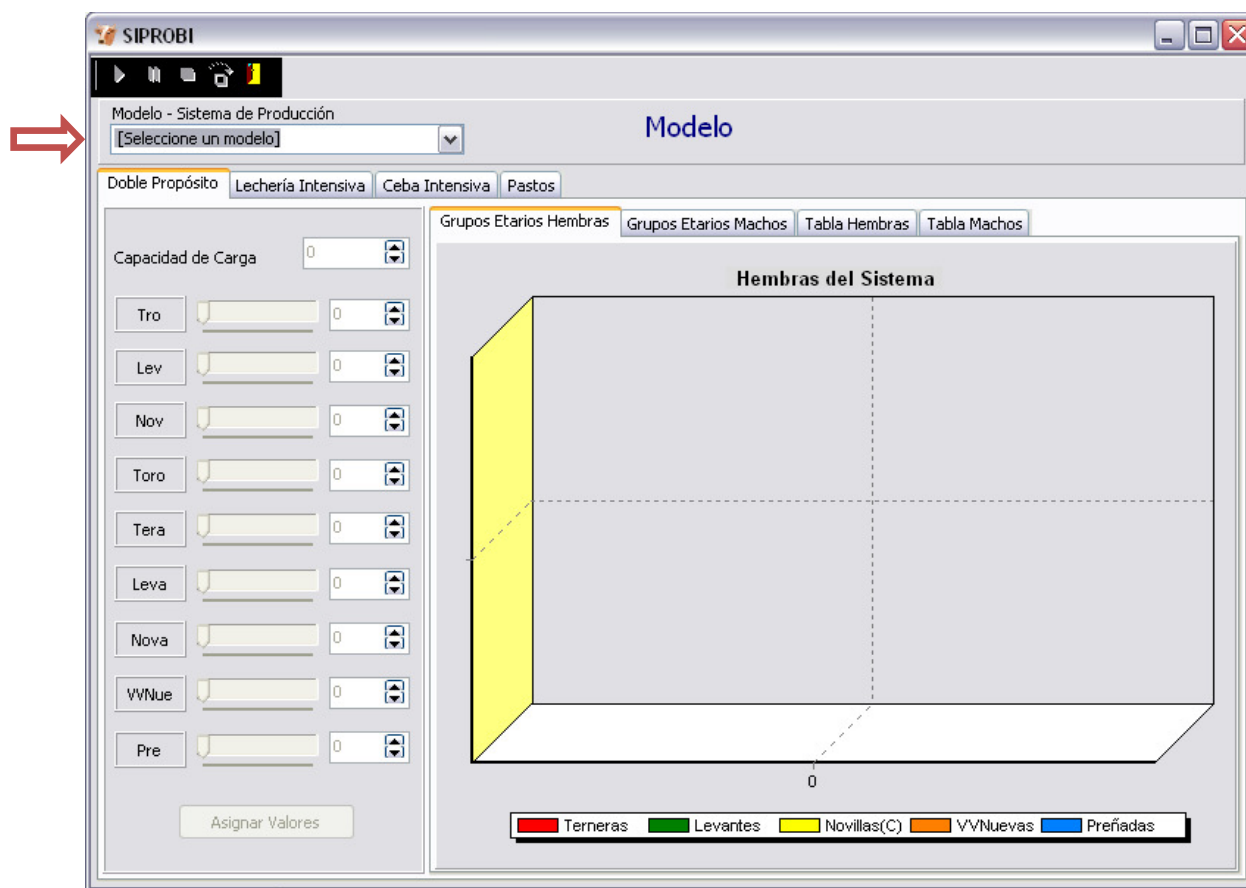 SIPROBI
Modelo - Sistema de Producción
[Seleccione un modelo]
Modelo
Doble Propósito Lechería Intensiva Ceba Intensiva Pastos
Grupos Etarios Hembras Grupos Etarios Machos Tabla Hembras Tabla Machos
Capacidad de Carga 0
Hembras del Sistema
Tro 0
Lev 0
Nov 0
Toro 0
Tera 0
Leva 0
Nova 0
VVNue 0
Pre 0
0
Asignar Valores
Terneras Levantes Novillas(C) VVNuevas Preñadas